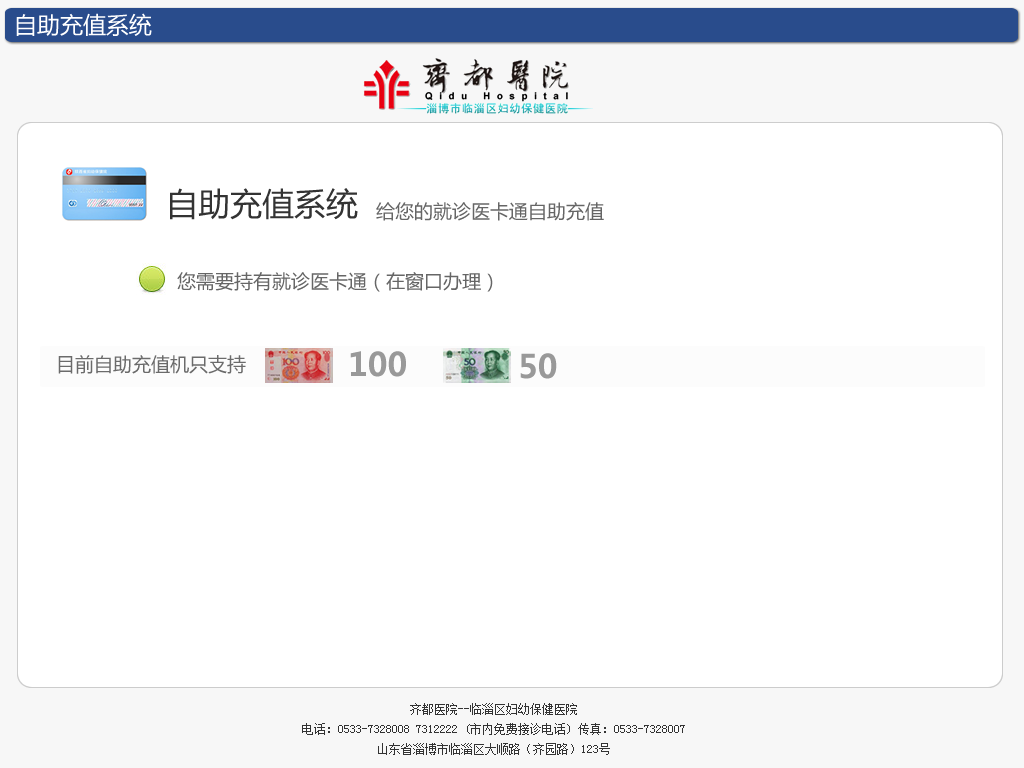 自助充值系统
齊都醫院
Qidu Hospital
淄博市临淄区妇幼保健医院
自助充值系统 给您的就诊医卡通自助充值
您需要持有就诊医卡通（在窗口办理）
目前自助充值机只支持 100 50
齐都医院--临淄区妇幼保健医院
电话：0533-7328008 7312222（市内免费接诊电话）传真：0533-7328007
山东省淄博市临淄区大顺路（齐园路）123号